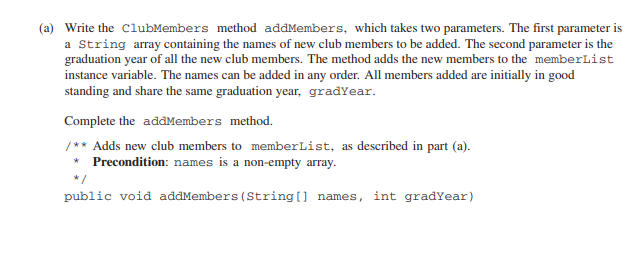 (a) Write the ClubMembers method addMembers, which takes two parameters. The first parameter is
a String array containing the names of new club members to be added. The second parameter is the
graduation year of all the new club members. The method adds the new members to the memberList
instance variable. The names can be added in any order. All members added are initially in good
standing and share the same graduation year, gradYear.
Complete the addMembers method.
/** Adds new club members to memberList, as described in part (a).
* Precondition: names is a non-empty array.
*/
public void addMembers(String[] names, int gradYear)